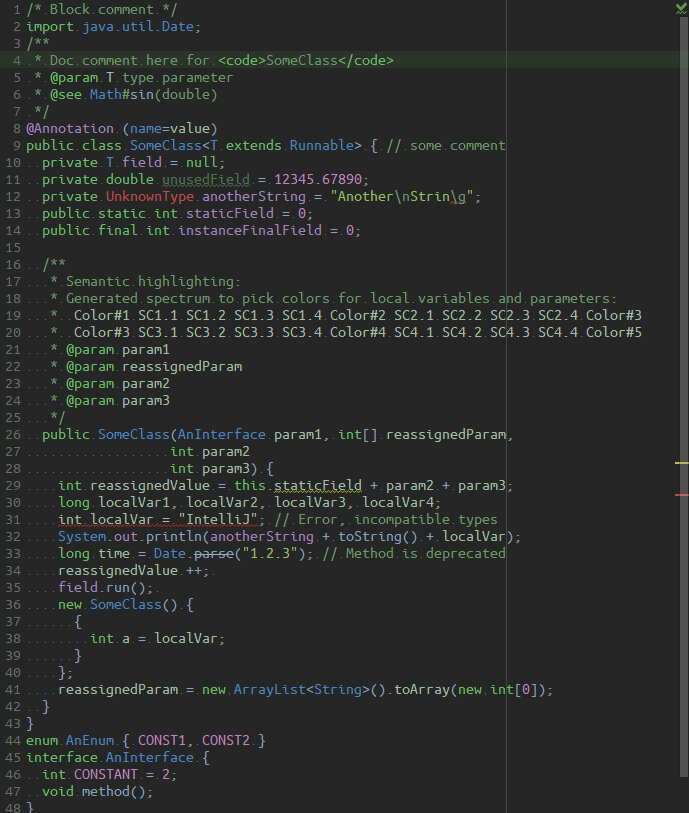 1 /* Block comment */
2 import java.util.Date;
3 /**
4  * Doc comment here for <code>SomeClass</code>
5  * @param T type parameter
6  * @see Math#sin(double)
7  */
8 @Annotation (name=value)
9 public class SomeClass<T extends Runnable> { // some comment
10   private T field = null;
11   private double unusedField = 12345.67890;
12   private UnknownType anotherString = "Another\nStrin\g";
13   public static int staticField = 0;
14   public final int instanceFinalField = 0;
15
16   /**
17    * Semantic highlighting:
18    * Generated spectrum to pick colors for local variables and parameters:
19    *  Color#1 SC1.1 SC1.2 SC1.3 SC1.4 Color#2 SC2.1 SC2.2 SC2.3 SC2.4 Color#3
20    *  Color#3 SC3.1 SC3.2 SC3.3 SC3.4 Color#4 SC4.1 SC4.2 SC4.3 SC4.4 Color#5
21    * @param param1
22    * @param reassignedParam
23    * @param param2
24    * @param param3
25    */
26   public SomeClass(AnInterface param1, int[] reassignedParam,
27                   int param2
28                   int param3) {
29     int reassignedValue = this.staticField + param2 + param3;
30     long localVar1, localVar2, localVar3, localVar4;
31     int localVar = "IntelliJ"; // Error, incompatible types
32     System.out.println(anotherString + toString() + localVar);
33     long time = Date.parse("1.2.3"); // Method is deprecated
34     reassignedValue ++;
35     field.run();
36     new SomeClass() {
37       {
38         int a = localVar;
39       }
40     };
41     reassignedParam = new ArrayList<String>().toArray(new int[0]);
42   }
43 }
44 enum AnEnum { CONST1, CONST2 }
45 interface AnInterface {
46   int CONSTANT = 2;
47   void method();
48 }